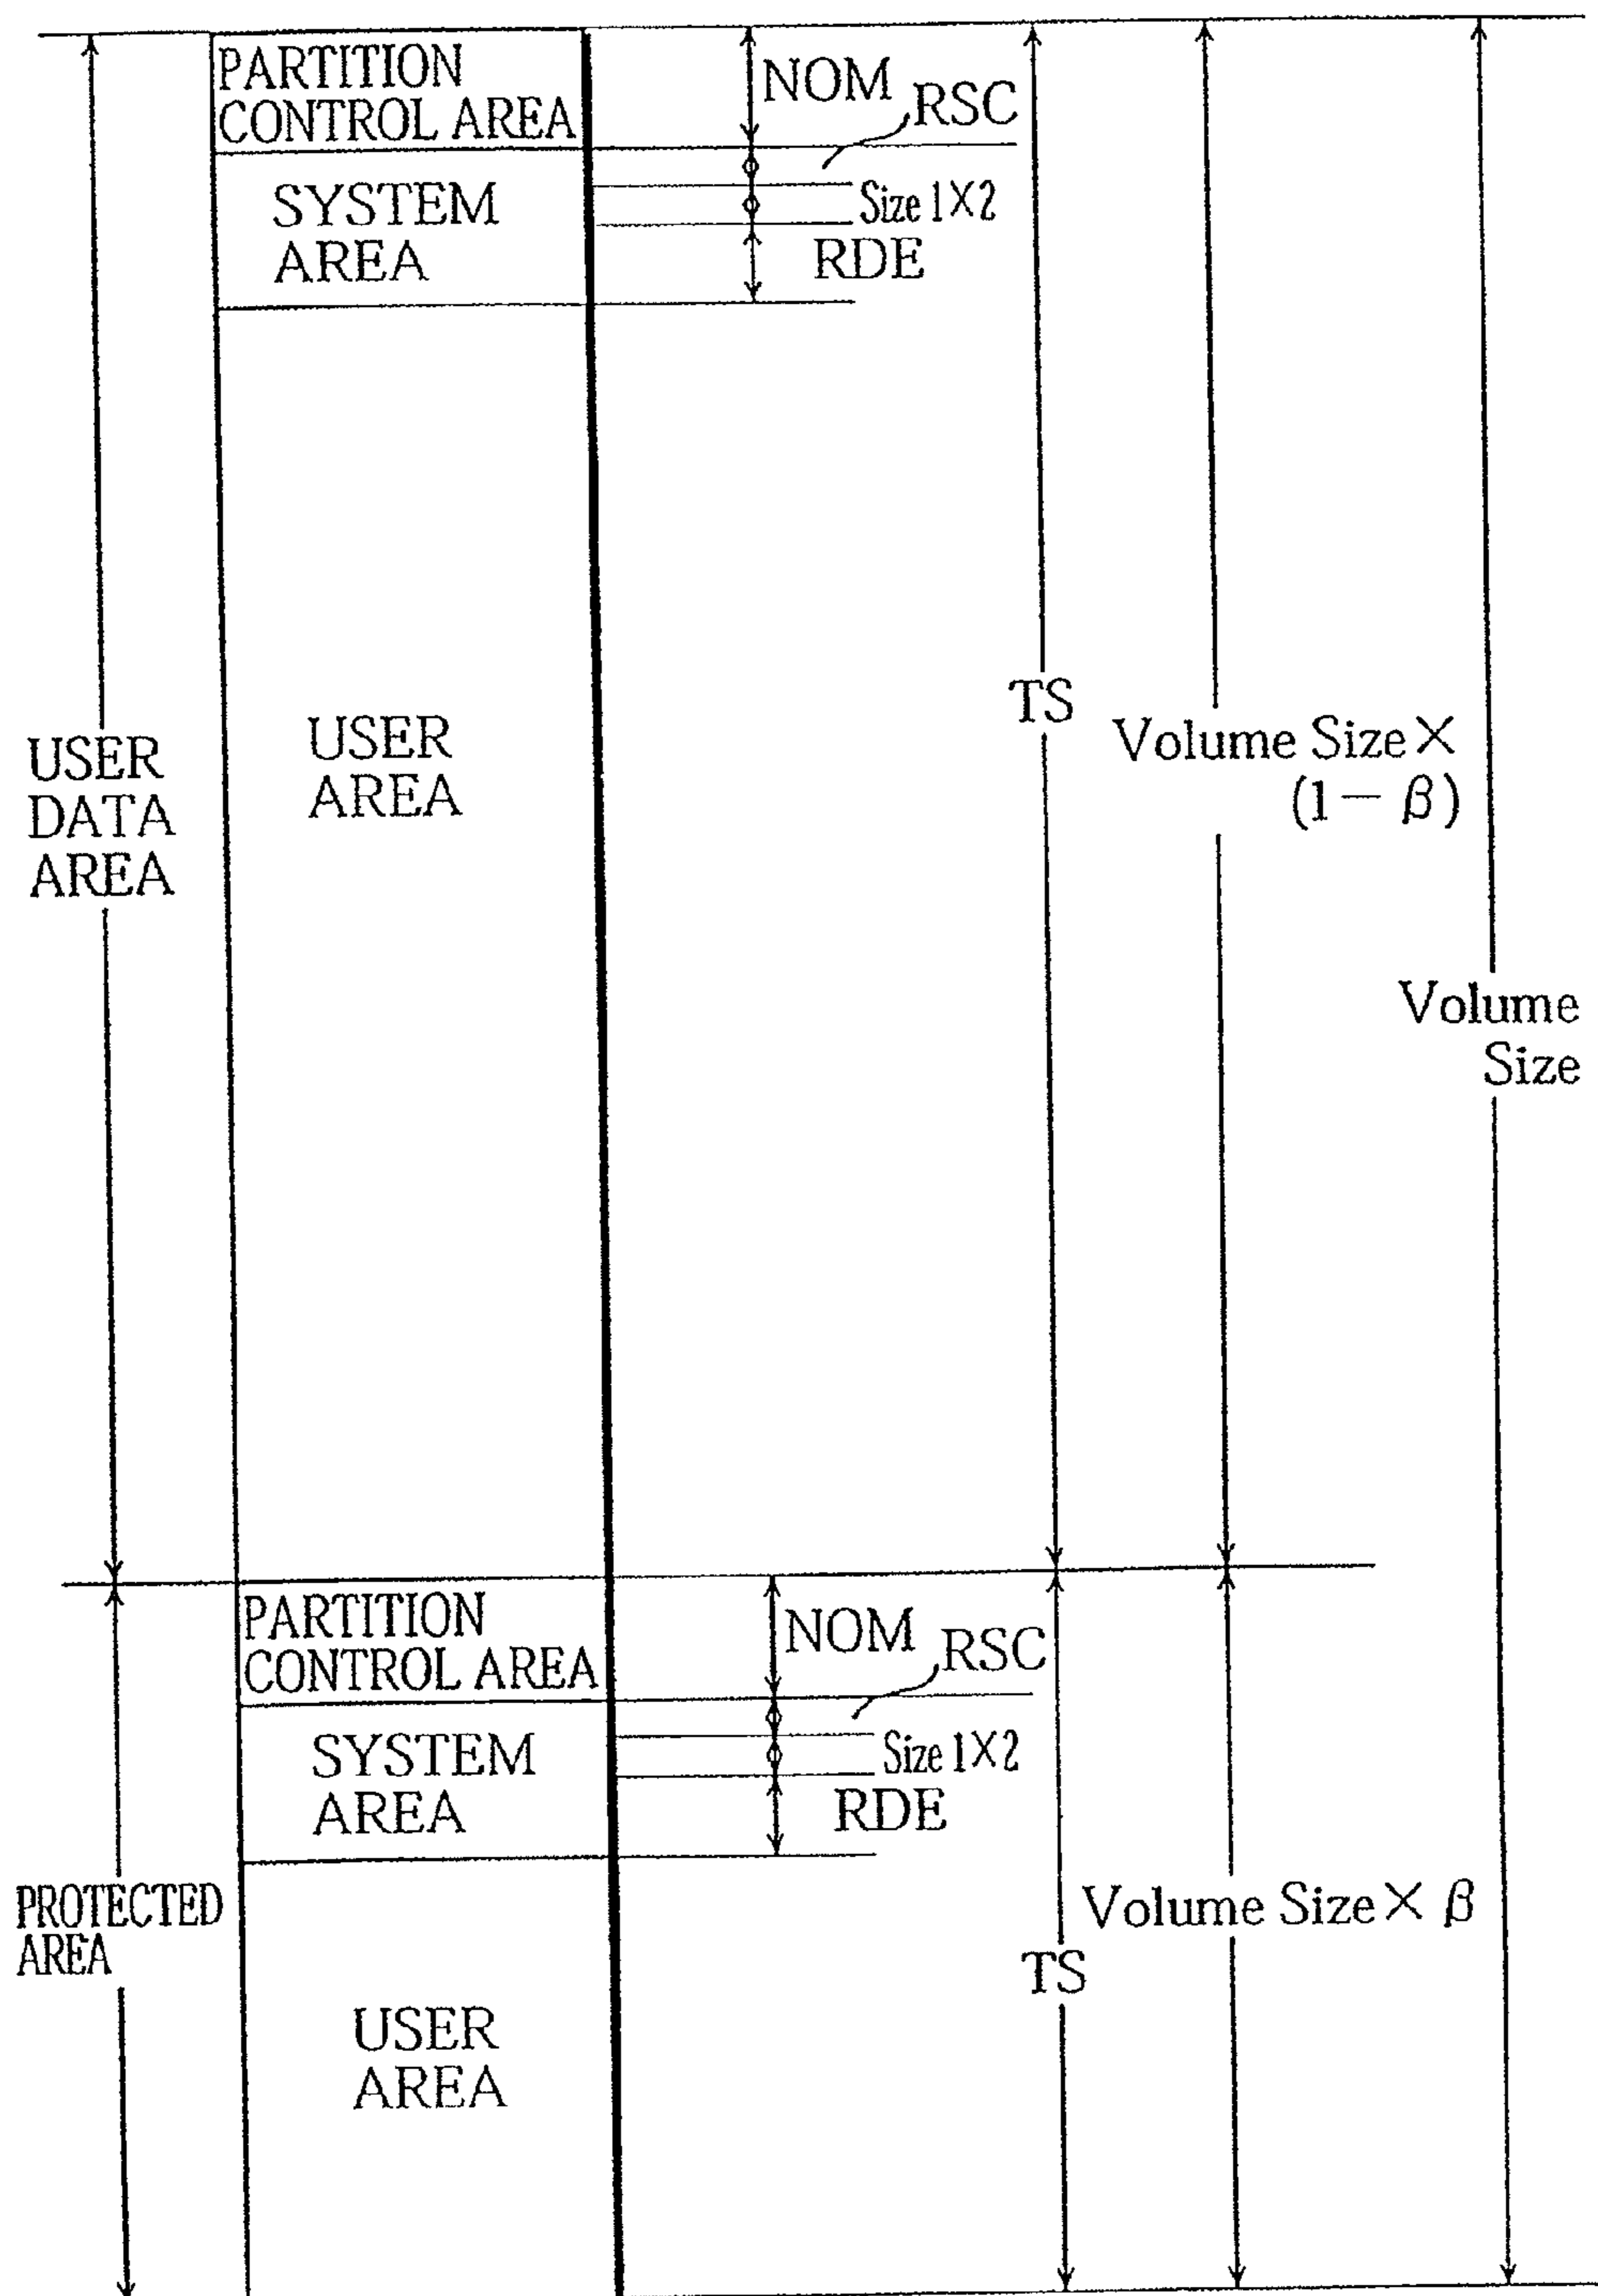 PARTITION
CONTROL AREA
NOM
RSC
SYSTEM
AREA
Size 1×2
RDE
USER
DATA
AREA
USER
AREA
TS
Volume Size×
(1− β)
Volume
Size
PARTITION
CONTROL AREA
NOM
RSC
SYSTEM
AREA
Size 1×2
RDE
PROTECTED
AREA
USER
AREA
TS
Volume Size× β